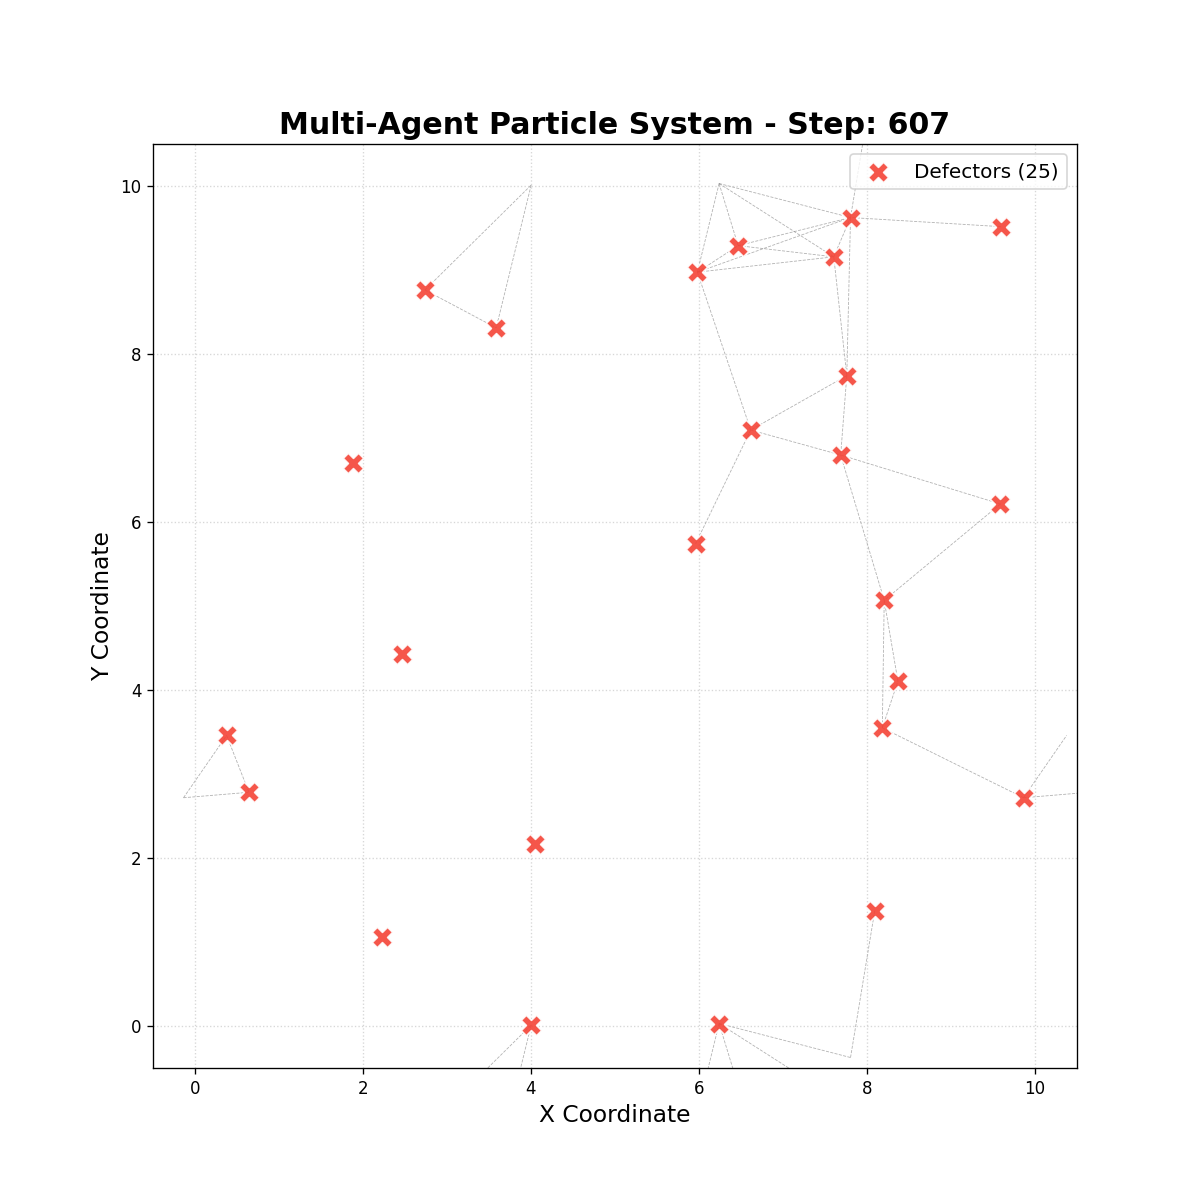 Multi-Agent Particle System - Step: 607
Defectors (25)
10
8
6
4
2
0
Y Coordinate
0 2 4 6 8 10
X Coordinate